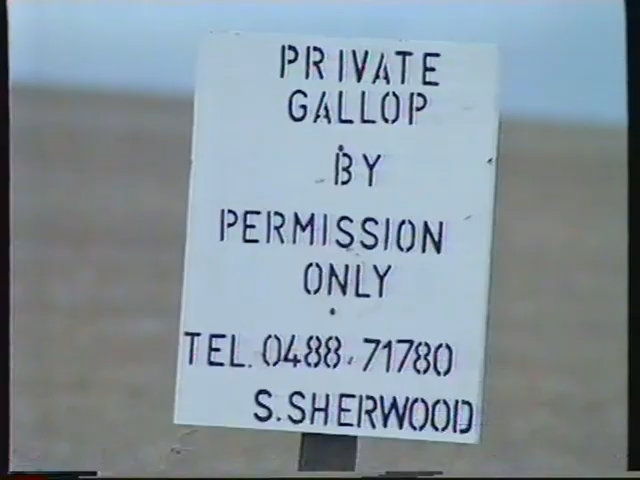 PRIVATE
GALLOP
BY
PERMISSION
ONLY
TEL. 0488.71780
S.SHERWOOD